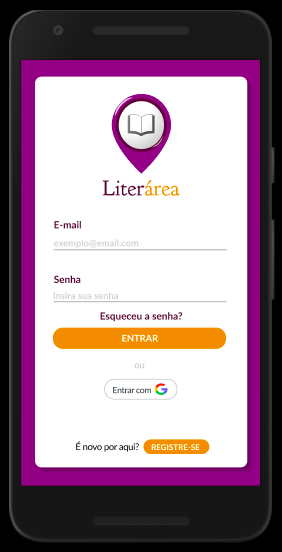 Literárea
E-mail
exemplo@email.com
Senha
Insira sua senha
Esqueceu a senha?
ENTRAR
ou
Entrar com
É novo por aqui? REGISTRE-SE